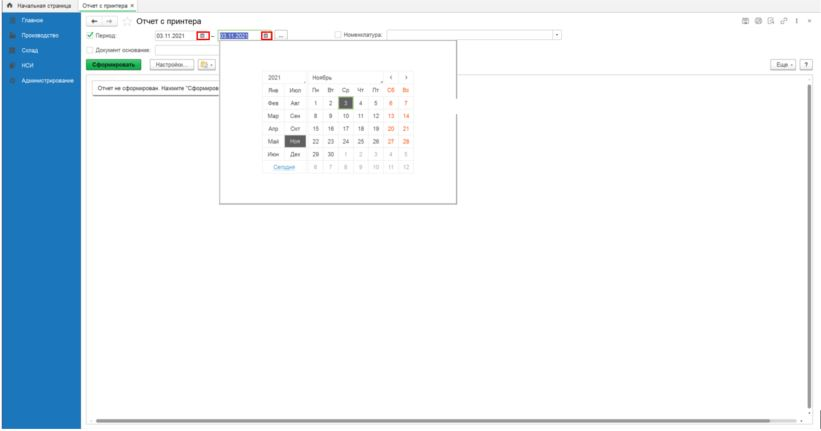 Начальная страница Отчет с принтера ×
Главное
Производство
Склад
НСИ
Администрирование
Отчет с принтера
Период: 03.11.2021 – 03.11.2021 ... Номенклатура:
Документ основание:
Сформировать Настройки... Еще ?
Отчет не сформирован. Нажмите "Сформиров
2021 Ноябрь
Янв Июл Пн Вт Ср Чт Пт Сб Вс
Фев Авг 1 2 3 4 5 6 7
Мар Сен 8 9 10 11 12 13 14
Апр Окт 15 16 17 18 19 20 21
Май Ноя 22 23 24 25 26 27 28
Июн Дек 29 30 1 2 3 4 5
Сегодня 6 7 8 9 10 11 12